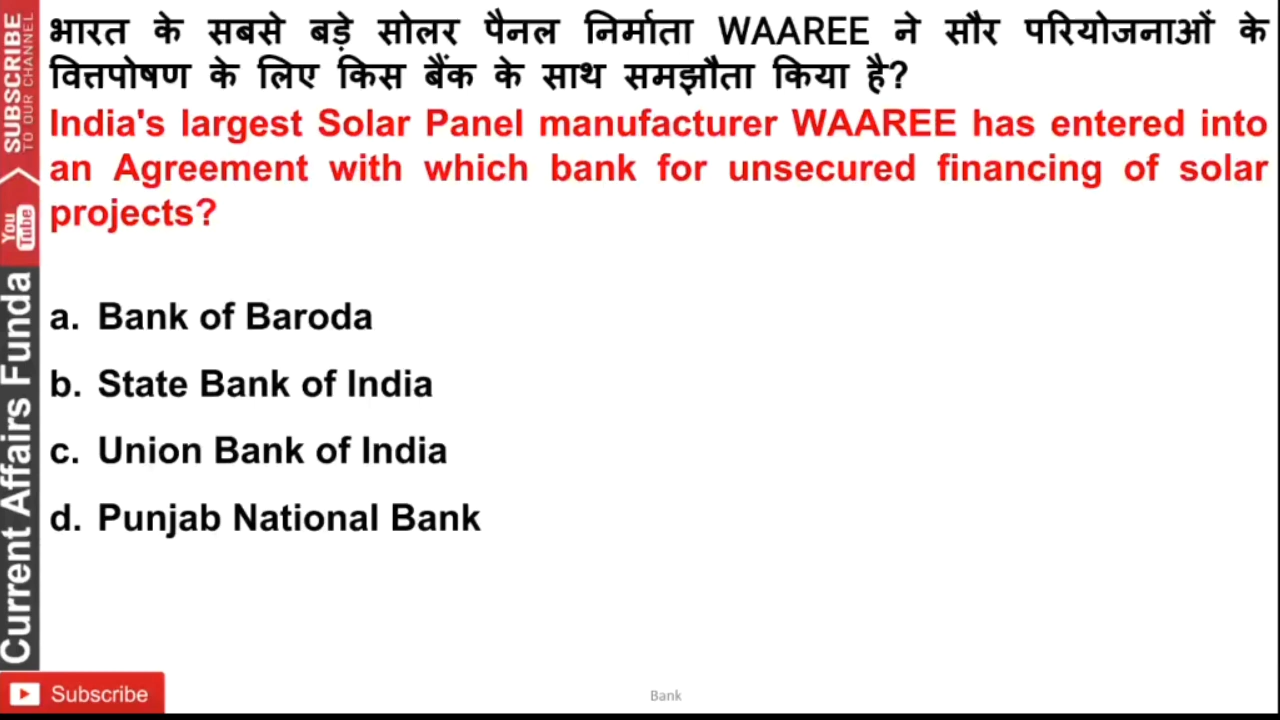 भारत के सबसे बड़े सोलर पैनल निर्माता WAAREE ने सौर परियोजनाओं के
वित्तपोषण के लिए किस बैंक के साथ समझौता किया है?
India's largest Solar Panel manufacturer WAAREE has entered into
an Agreement with which bank for unsecured financing of solar
projects?
a. Bank of Baroda
b. State Bank of India
c. Union Bank of India
d. Punjab National Bank
SUBSCRIBE
TO OUR CHANNEL
You
Tube
Current Affairs Funda
Subscribe
Bank